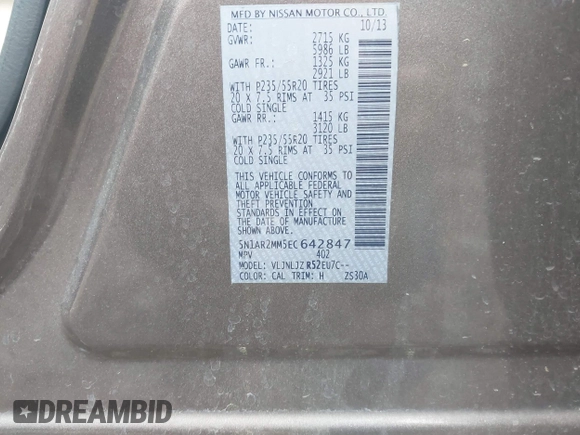 MFD BY NISSAN MOTOR CO., LTD.
DATE: 10/13
GVWR: 2715 KG
5986 LB
GAWR FR.: 1325 KG
2921 LB
WITH P235/55R20 TIRES
20 X 7.5 RIMS AT 35 PSI
COLD SINGLE
GAWR RR.: 1415 KG
3120 LB
WITH P235/55R20 TIRES
20 X 7.5 RIMS AT 35 PSI
COLD SINGLE
THIS VEHICLE CONFORMS TO
ALL APPLICABLE FEDERAL
MOTOR VEHICLE SAFETY AND
THEFT PREVENTION
STANDARDS IN EFFECT ON
THE DATE OF MANUFACTURE
SHOWN ABOVE.
5N1AR2MM5EC642847
MPV 402
MODEL: VLJNLJZ R52EU7C--
COLOR: CAL TRIM: H ZS30A
DREAMBID